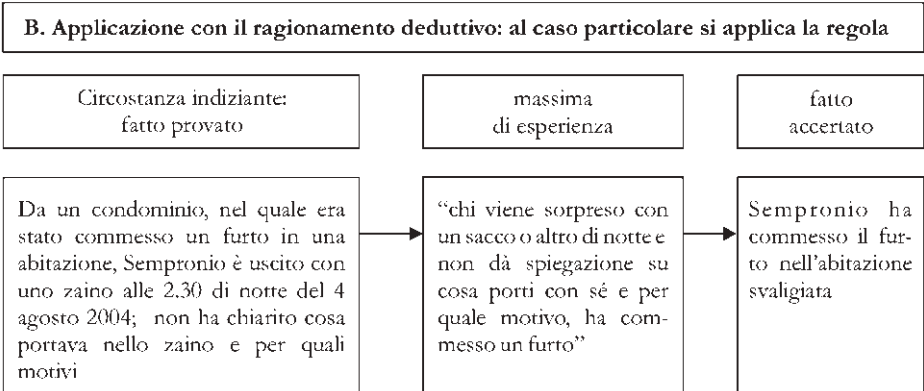 B. Applicazione con il ragionamento deduttivo: al caso particolare si applica la regola
Circostanza indiziante:
fatto provato
massima
di esperienza
fatto
accertato
Da un condominio, nel quale era
stato commesso un furto in una
abitazione, Sempronio è uscito con
uno zaino alle 2.30 di notte del 4
agosto 2004; non ha chiarito cosa
portava nello zaino e per quali
motivi
“chi viene sorpreso con
un sacco o altro di notte e
non dà spiegazione su
cosa porti con sé e per
quale motivo, ha com-
messo un furto”
Sempronio ha
commesso il fur-
to nell’abitazione
svaligiata